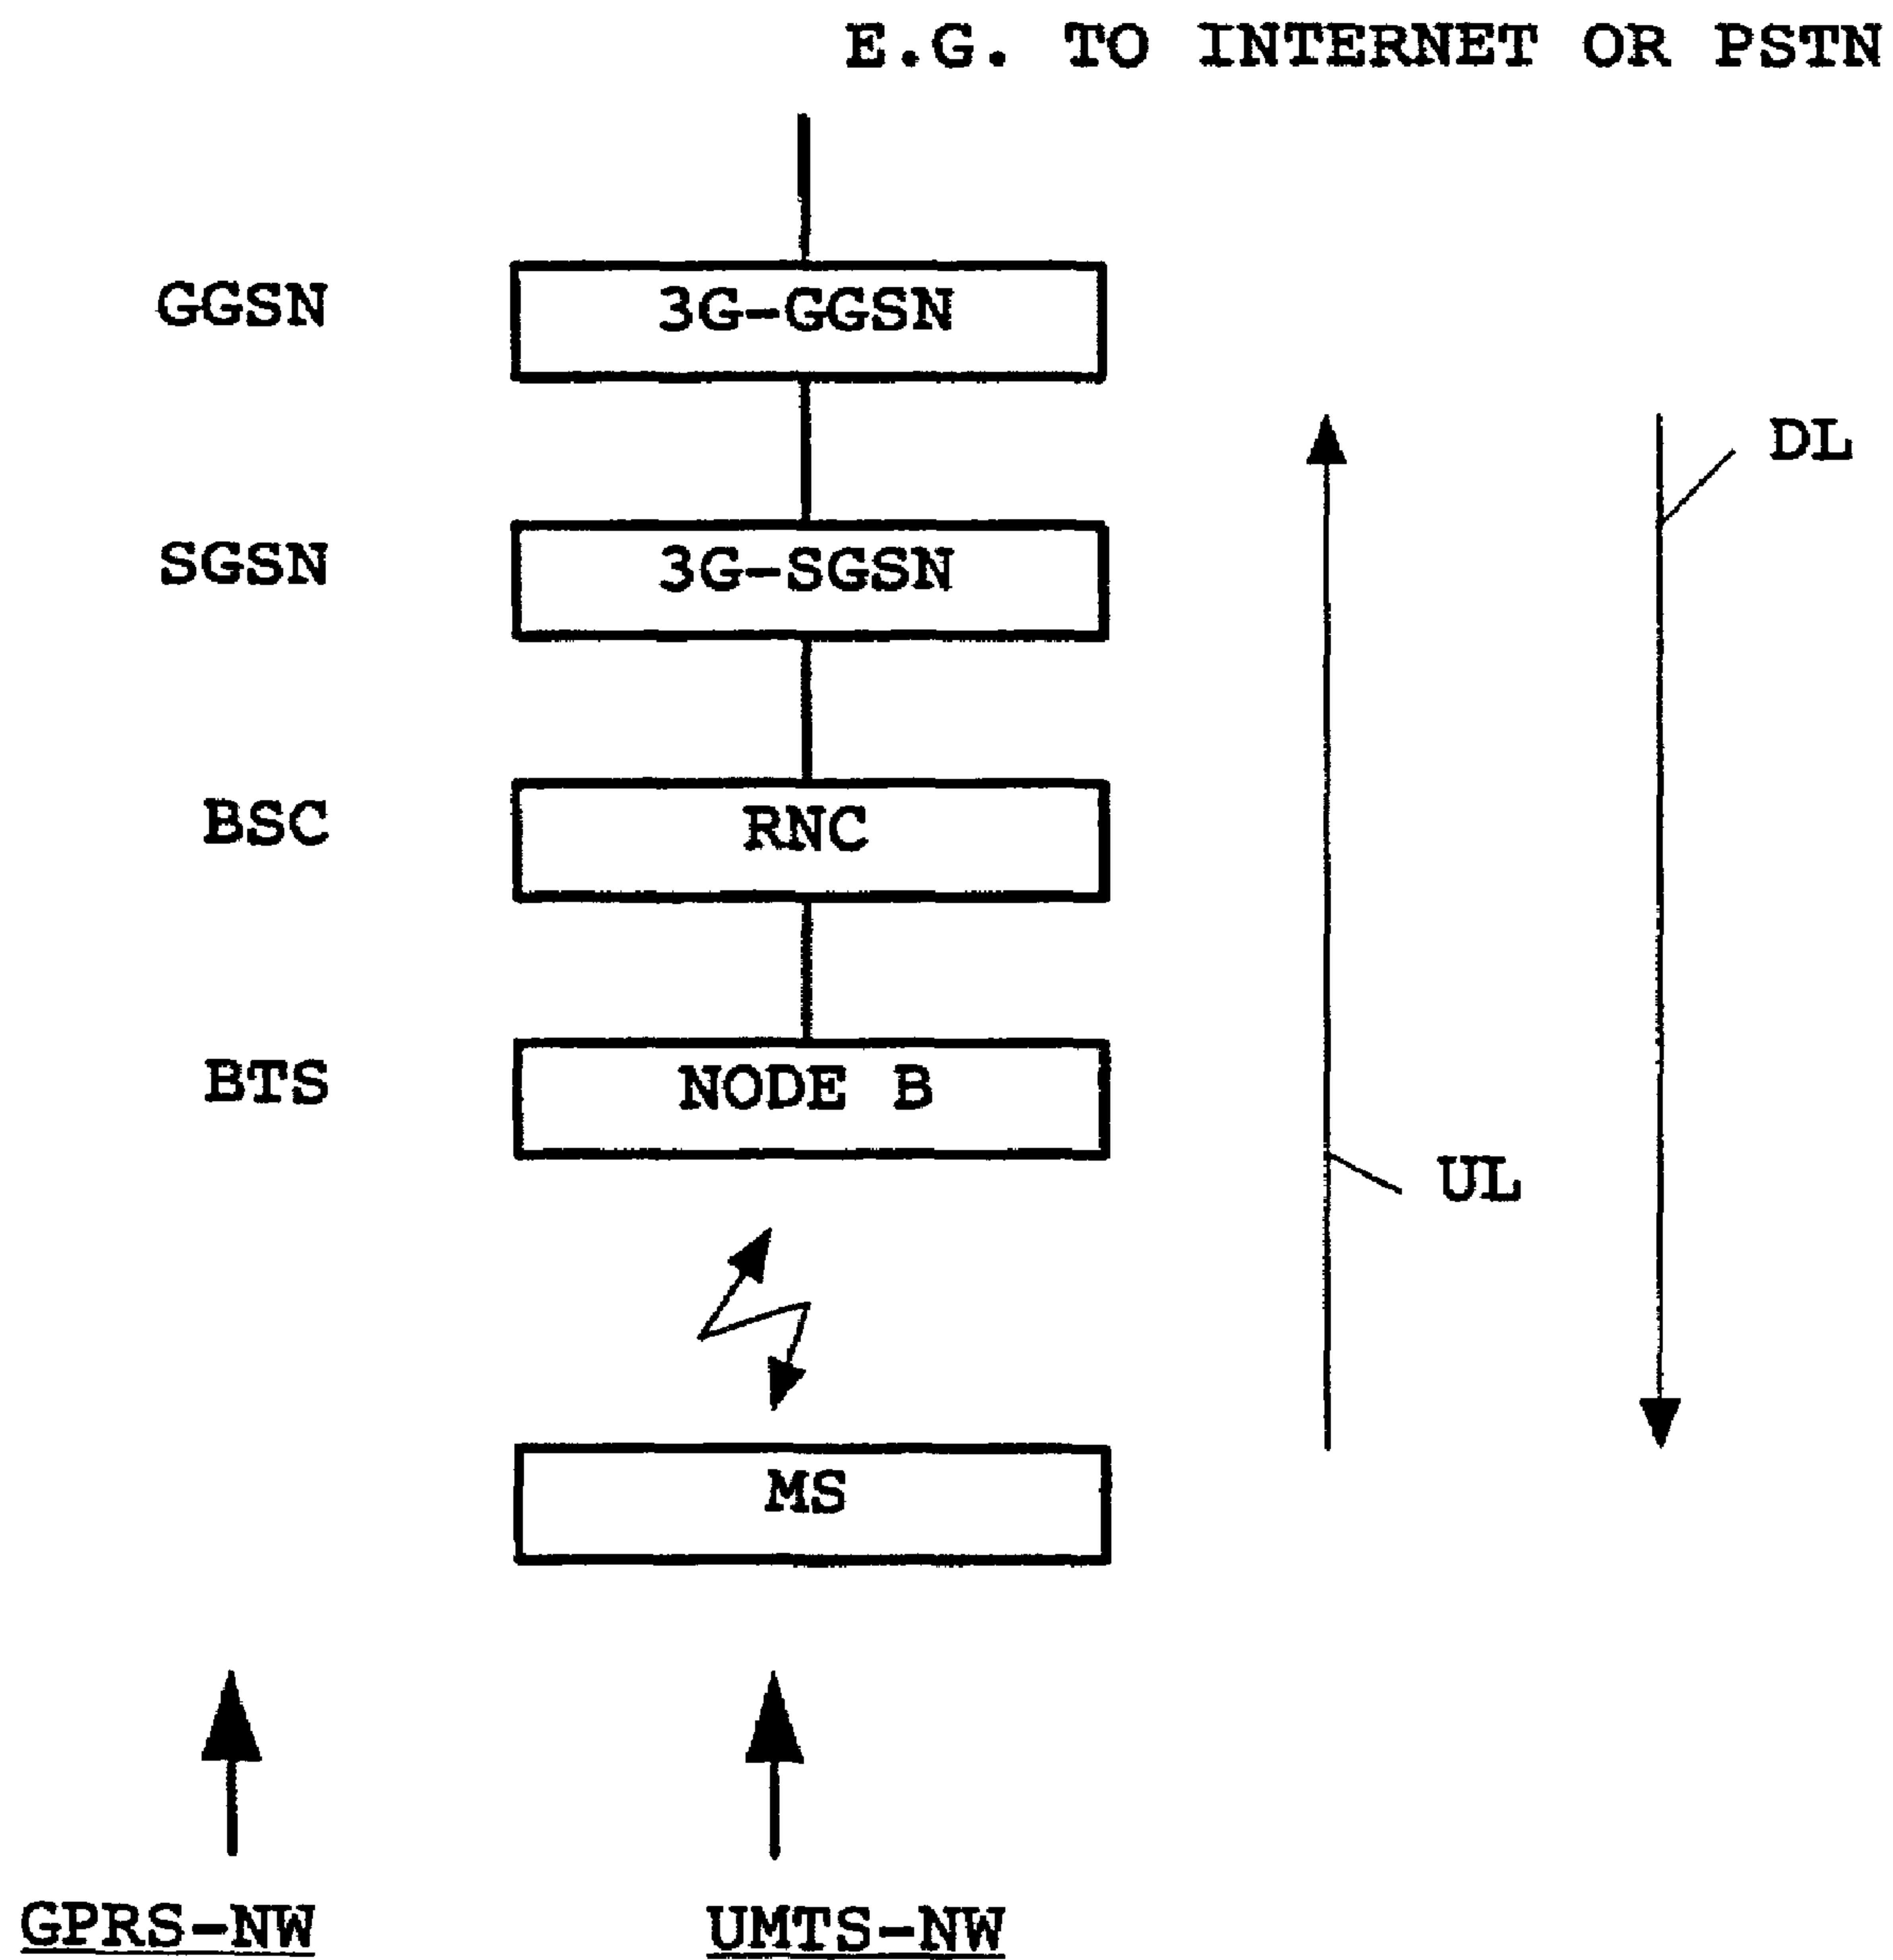 E.G. TO INTERNET OR PSTN
GGSN
3G-GGSN
DL
SGSN
3G-SGSN
BSC
RNC
BTS
NODE B
UL
MS
GPRS-NW
UMTS-NW